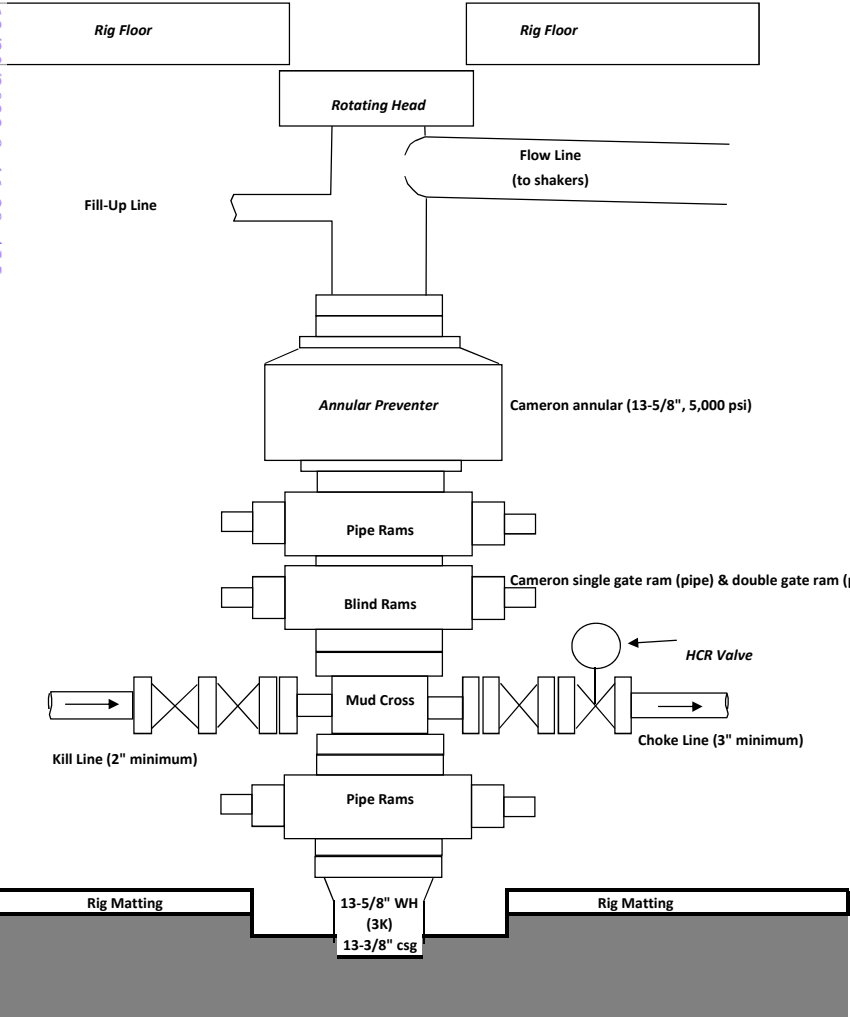 Rig Floor
Rig Floor
Rotating Head
Flow Line
(to shakers)
Fill-Up Line
Annular Preventer
Cameron annular (13-5/8", 5,000 psi)
Pipe Rams
Cameron single gate ram (pipe) & double gate ram (
Blind Rams
HCR Valve
Mud Cross
Choke Line (3" minimum)
Kill Line (2" minimum)
Pipe Rams
Rig Matting
13-5/8" WH
(3K)
13-3/8" csg
Rig Matting